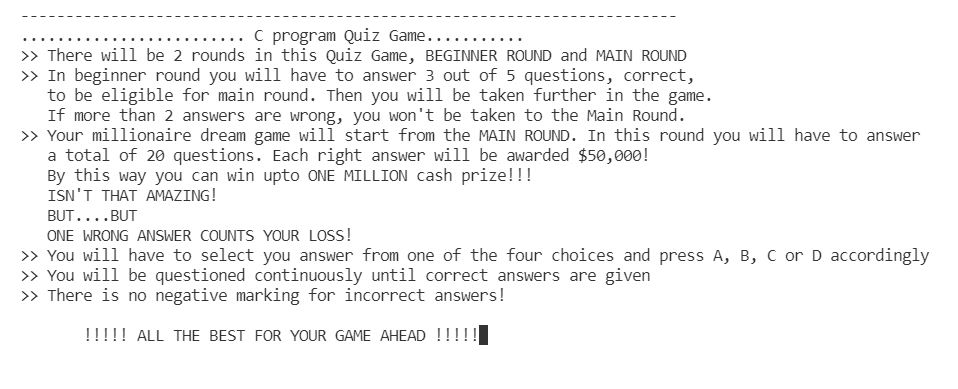 -------------------------------------------------------------------------
......................... C program Quiz Game...........
>> There will be 2 rounds in this Quiz Game, BEGINNER ROUND and MAIN ROUND
>> In beginner round you will have to answer 3 out of 5 questions, correct,
   to be eligible for main round. Then you will be taken further in the game.
   If more than 2 answers are wrong, you won't be taken to the Main Round.
>> Your millionaire dream game will start from the MAIN ROUND. In this round you will have to answer
   a total of 20 questions. Each right answer will be awarded $50,000!
   By this way you can win upto ONE MILLION cash prize!!!
   ISN'T THAT AMAZING!
   BUT....BUT
   ONE WRONG ANSWER COUNTS YOUR LOSS!
>> You will have to select you answer from one of the four choices and press A, B, C or D accordingly
>> You will be questioned continuously until correct answers are given
>> There is no negative marking for incorrect answers!
       !!!!! ALL THE BEST FOR YOUR GAME AHEAD !!!!!